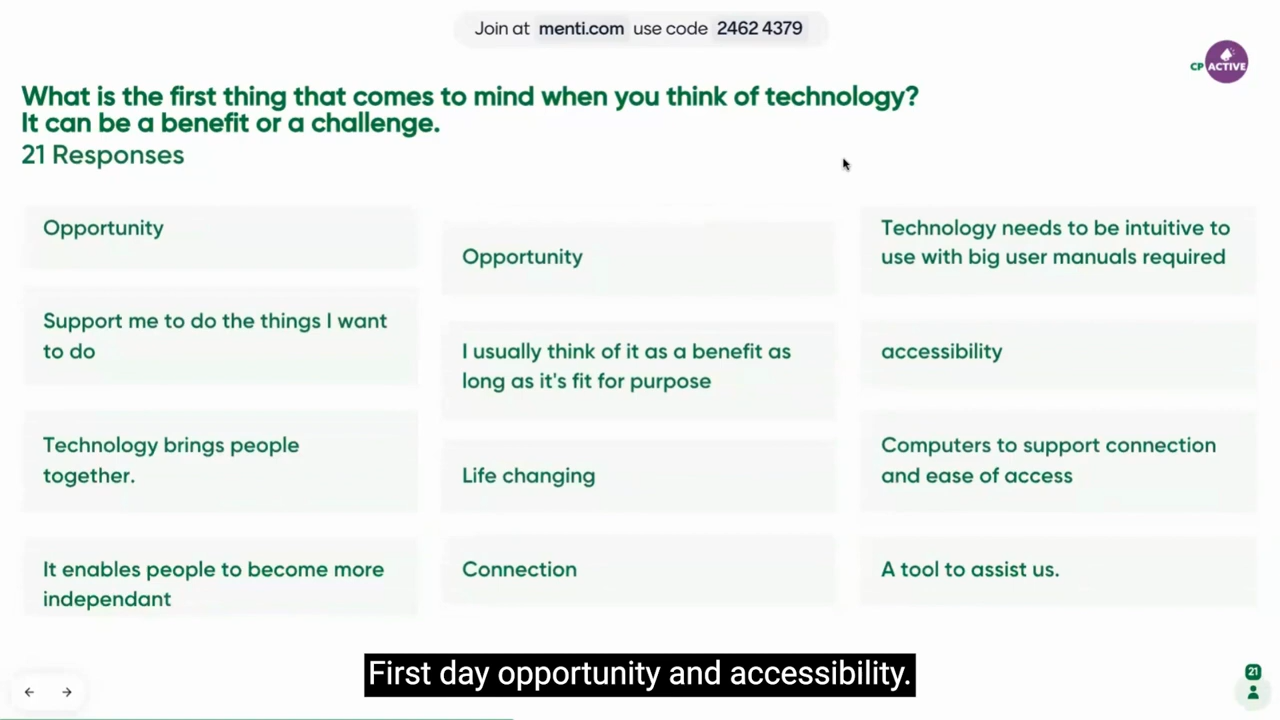 Join at menti.com use code 2462 4379
CP ACTIVE
What is the first thing that comes to mind when you think of technology?
It can be a benefit or a challenge.
21 Responses
Opportunity
Support me to do the things I want
to do
Technology brings people
together.
It enables people to become more
independant
Opportunity
I usually think of it as a benefit as
long as it's fit for purpose
Life changing
Connection
Technology needs to be intuitive to
use with big user manuals required
accessibility
Computers to support connection
and ease of access
A tool to assist us.
First day opportunity and accessibility.
21